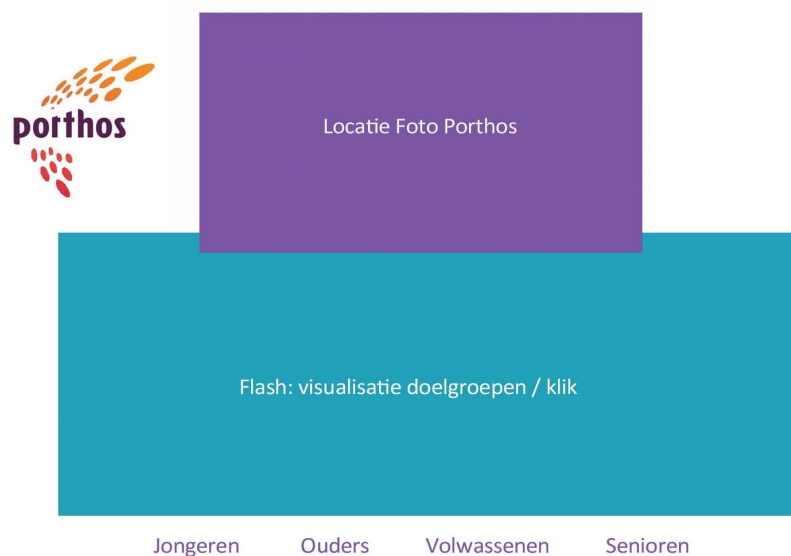 porthos
Locatie Foto Porthos
Flash: visualisatie doelgroepen / klik
Jongeren Ouders Volwassenen Senioren